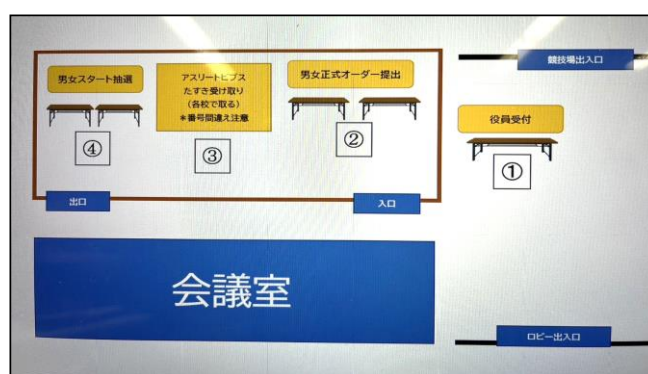 競技場出入口
男女スタート抽選
アスリートビブス
たすき受け取り
(各校で取る)
*番号間違え注意
男女正式オーダー提出
役員受付
④
③
②
①
出口
入口
会議室
ロビー出入口